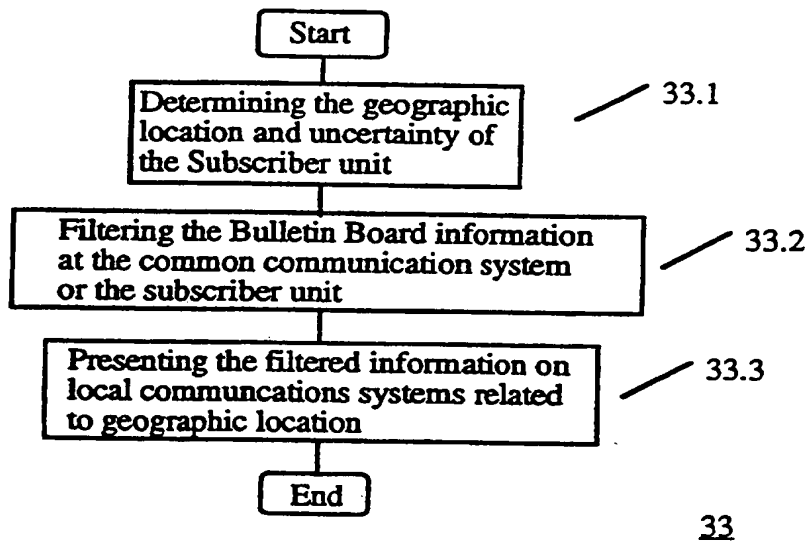 Start
Determining the geographic
location and uncertainty of
the Subscriber unit
33.1
Filtering the Bulletin Board information
at the common communication system
or the subscriber unit
33.2
Presenting the filtered information on
local communcations systems related
to geographic location
33.3
End
33